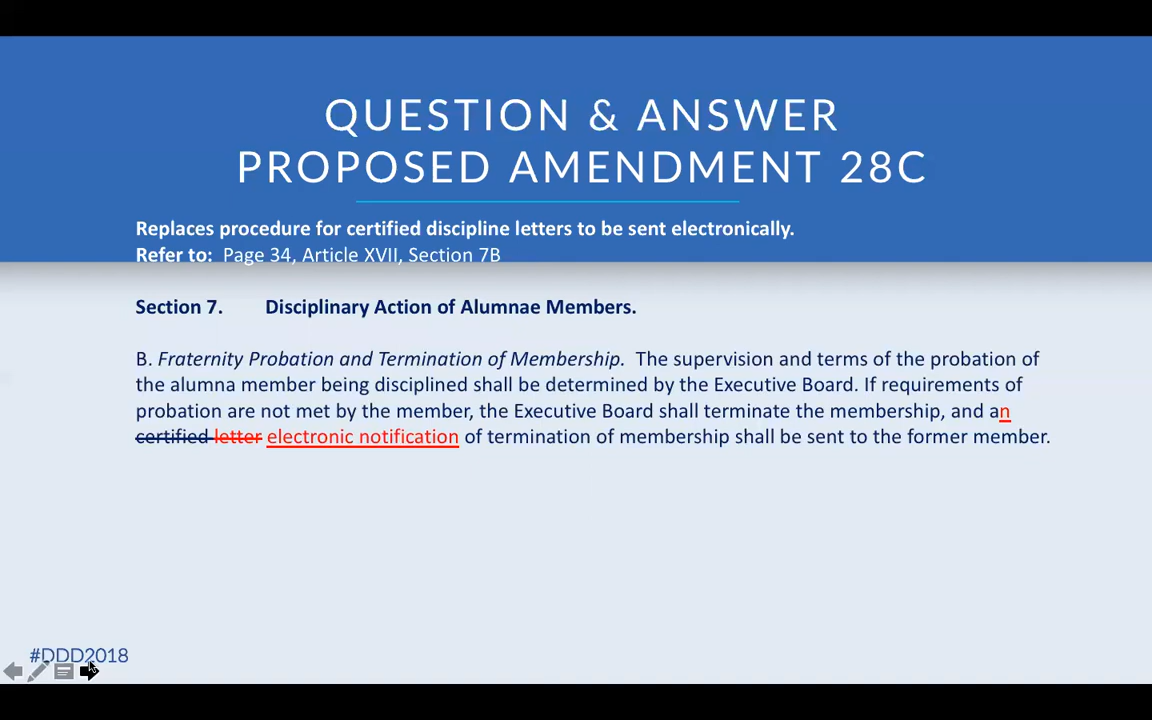 QUESTION & ANSWER
PROPOSED AMENDMENT 28C
Replaces procedure for certified discipline letters to be sent electronically.
Refer to: Page 34, Article XVII, Section 7B
Section 7. Disciplinary Action of Alumnae Members.
B. Fraternity Probation and Termination of Membership. The supervision and terms of the probation of
the alumna member being disciplined shall be determined by the Executive Board. If requirements of
probation are not met by the member, the Executive Board shall terminate the membership, and an
certified letter electronic notification of termination of membership shall be sent to the former member.
#DDD2018